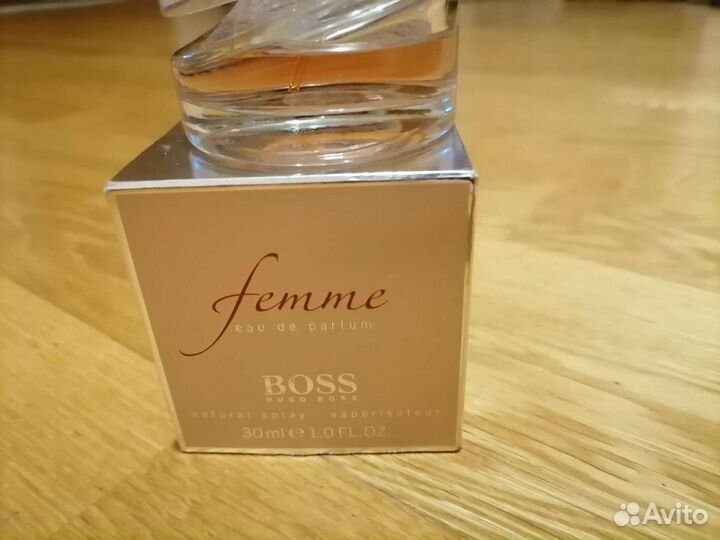 femme
eau de parfum
BOSS
HUGO BOSS
natural spray - vaporisateur
30ml e 1,0 FL.OZ.
Avito